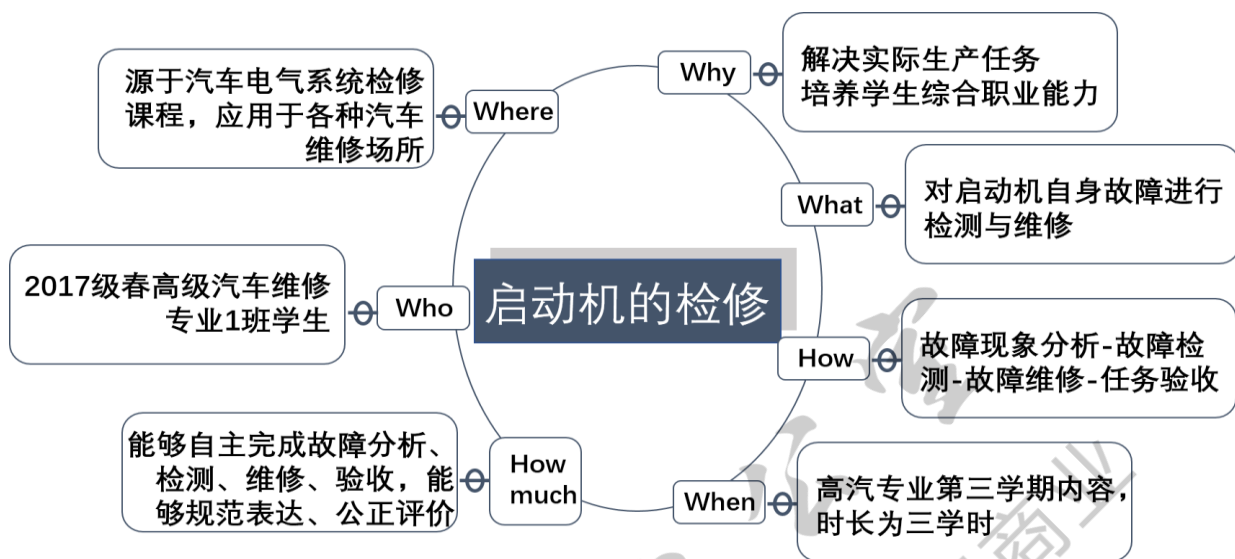 启动机的检修
Why
解决实际生产任务
培养学生综合职业能力
What
对启动机自身故障进行
检测与维修
How
故障现象分析-故障检
测-故障维修-任务验收
When
高汽专业第三学期内容，
时长为三学时
How
much
能够自主完成故障分析、
检测、维修、验收，能
够规范表达、公正评价
Who
2017级春高级汽车维修
专业1班学生
Where
源于汽车电气系统检修
课程，应用于各种汽车
维修场所
商业